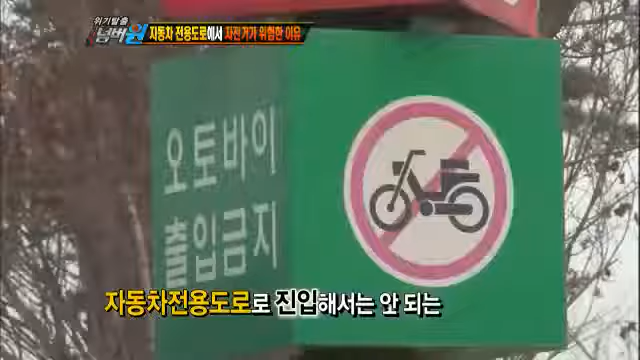 위기탈출
넘버원
자동차 전용도로에서 자전거가 위험한 이유
오토바이
출입금지
자동차전용도로로 진입해서는 안 되는